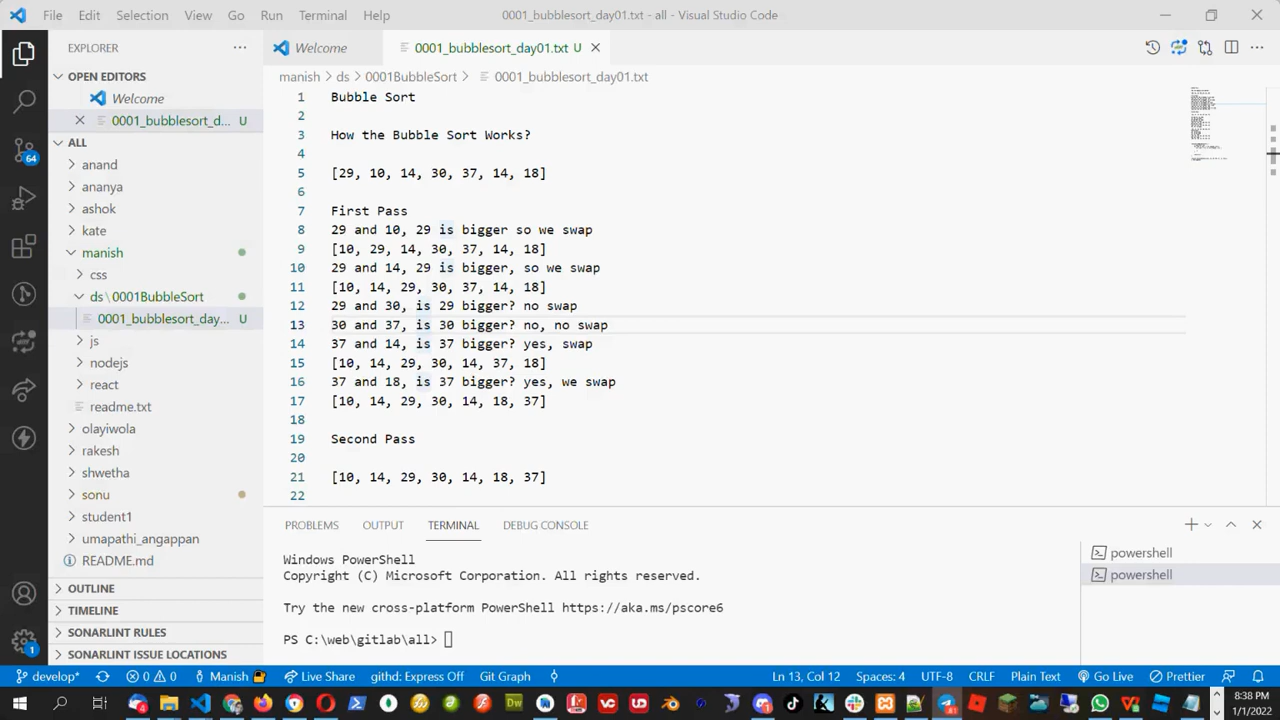 File Edit Selection View Go Run Terminal Help 0001_bubblesort_day01.txt - all - Visual Studio Code
EXPLORER
OPEN EDITORS
Welcome
0001_bubblesort_d... U
ALL
anand
ananya
ashok
kate
manish
css
ds\0001BubbleSort
0001_bubblesort_day... U
js
nodejs
react
readme.txt
olayiwola
rakesh
shwetha
sonu
student1
umapathi_angappan
README.md
OUTLINE
TIMELINE
SONARLINT RULES
SONARLINT ISSUE LOCATIONS
64
1
Welcome 0001_bubblesort_day01.txt U
manish > ds > 0001BubbleSort > 0001_bubblesort_day01.txt
1 Bubble Sort
2
3 How the Bubble Sort Works?
4
5 [29, 10, 14, 30, 37, 14, 18]
6
7 First Pass
8 29 and 10, 29 is bigger so we swap
9 [10, 29, 14, 30, 37, 14, 18]
10 29 and 14, 29 is bigger, so we swap
11 [10, 14, 29, 30, 37, 14, 18]
12 29 and 30, is 29 bigger? no swap
13 30 and 37, is 30 bigger? no, no swap
14 37 and 14, is 37 bigger? yes, swap
15 [10, 14, 29, 30, 14, 37, 18]
16 37 and 18, is 37 bigger? yes, we swap
17 [10, 14, 29, 30, 14, 18, 37]
18
19 Second Pass
20
21 [10, 14, 29, 30, 14, 18, 37]
22
PROBLEMS OUTPUT TERMINAL DEBUG CONSOLE
Windows PowerShell
Copyright (C) Microsoft Corporation. All rights reserved.
Try the new cross-platform PowerShell https://aka.ms/pscore6
PS C:\web\gitlab\all>
powershell
powershell
develop* 0 0 Manish Live Share githd: Express Off Git Graph Ln 13, Col 12 Spaces: 4 UTF-8 CRLF Plain Text Go Live Prettier
8:38 PM
1/1/2022